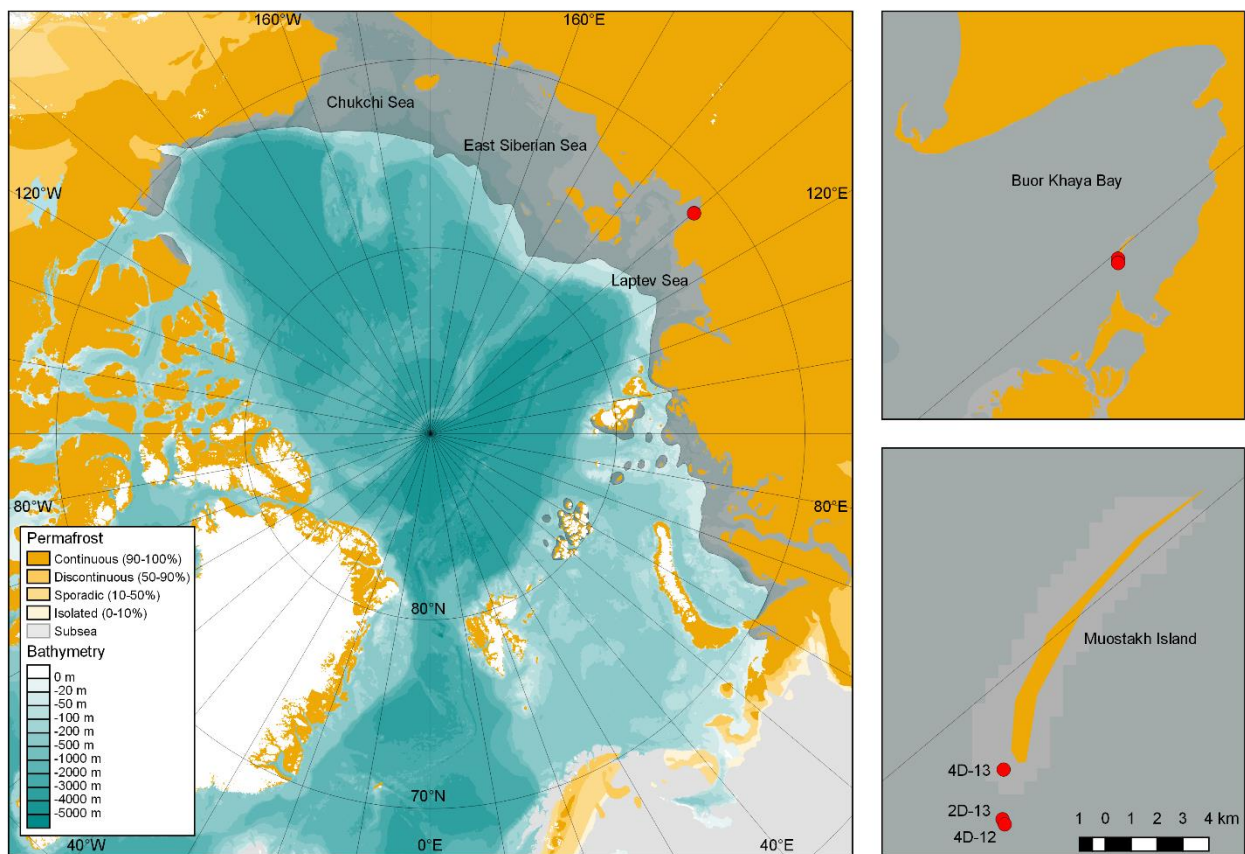 160°W
160°E
Chukchi Sea
East Siberian Sea
120°W
120°E
Laptev Sea
80°W
80°E
Permafrost
Continuous (90-100%)
Discontinuous (50-90%)
Sporadic (10-50%)
Isolated (0-10%)
Subsea
Bathymetry
0 m
-20 m
-50 m
-100 m
-200 m
-500 m
-1000 m
-2000 m
-3000 m
-4000 m
-5000 m
80°N
70°N
40°W
0°E
40°E
Buor Khaya Bay
Muostakh Island
4D-13
2D-13
4D-12
1 0 1 2 3 4 km